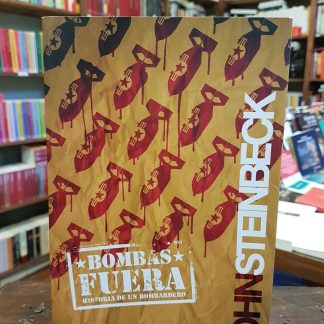 BOMBAS
FUERA
HISTORIA DE UN BOMBARDERO
JOHN STEINBECK